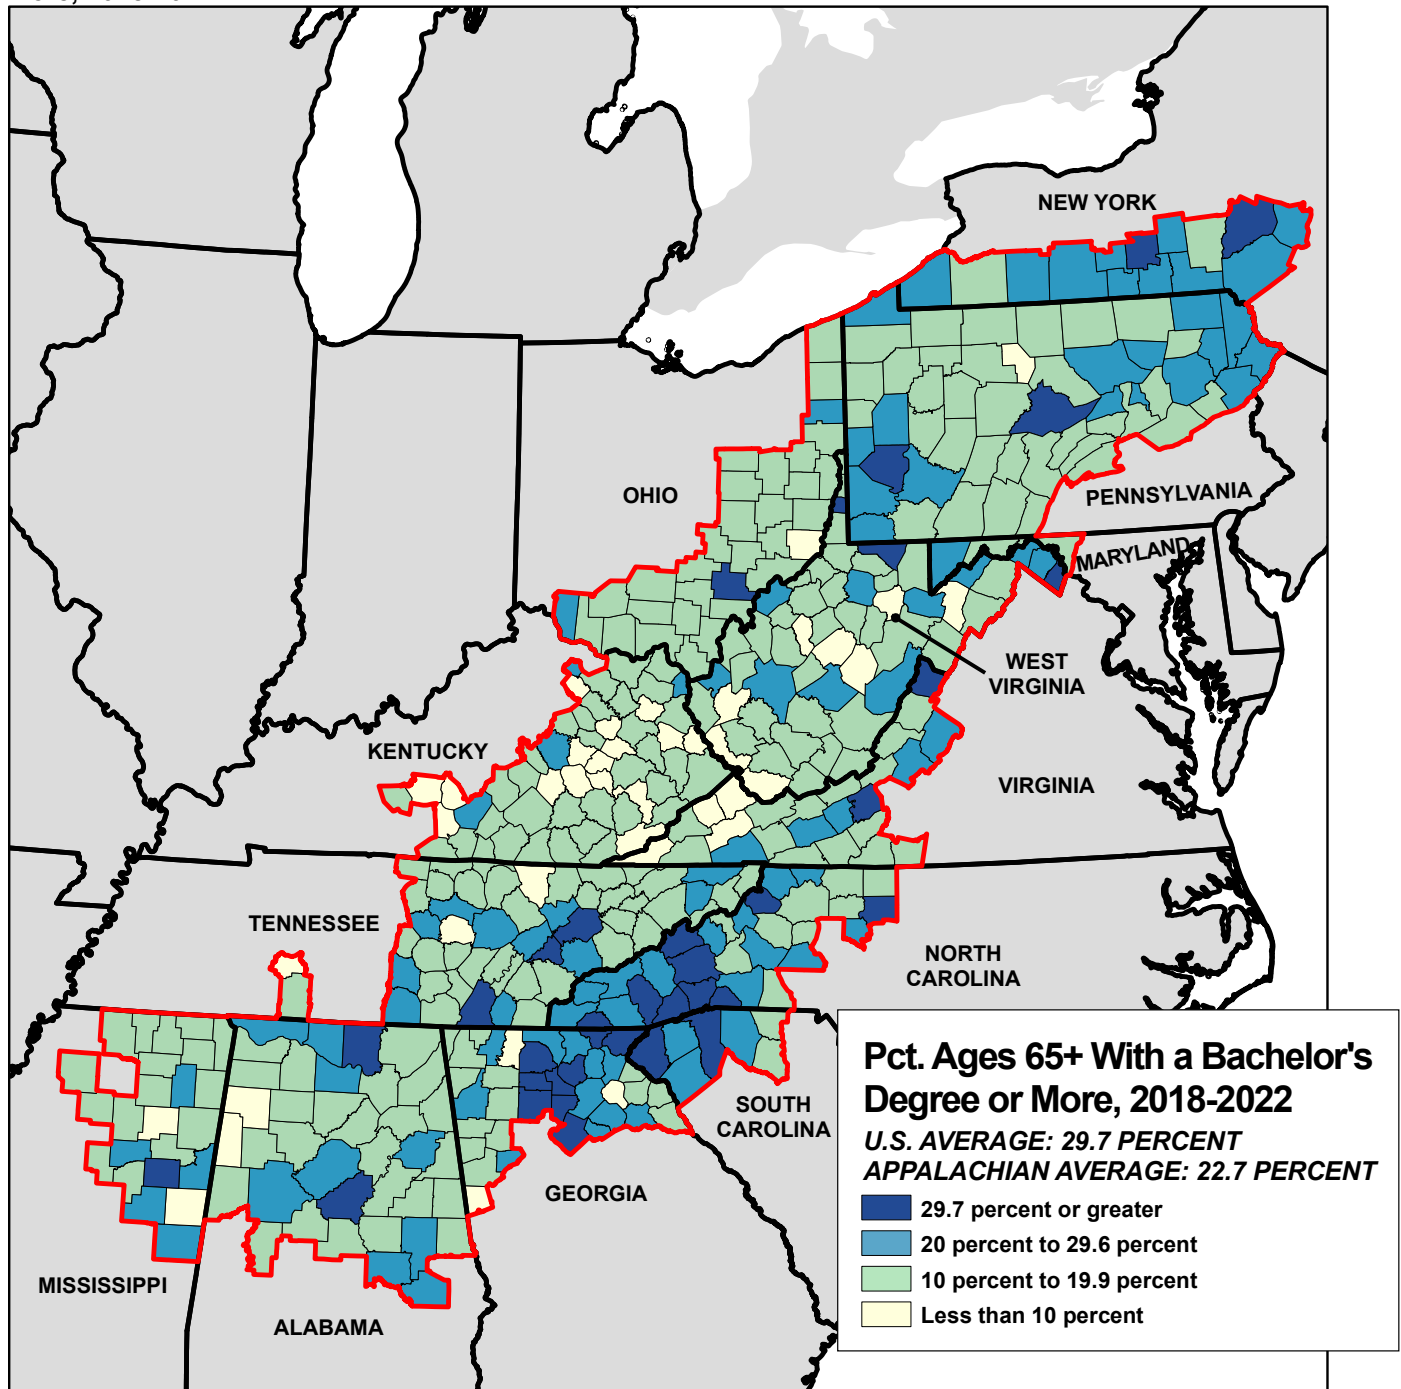 NEW YORK
OHIO
PENNSYLVANIA
MARYLAND
WEST
VIRGINIA
KENTUCKY
VIRGINIA
TENNESSEE
NORTH
CAROLINA
SOUTH
CAROLINA
GEORGIA
MISSISSIPPI
ALABAMA
Pct. Ages 65+ With a Bachelor's
Degree or More, 2018-2022
U.S. AVERAGE: 29.7 PERCENT
APPALACHIAN AVERAGE: 22.7 PERCENT
29.7 percent or greater
20 percent to 29.6 percent
10 percent to 19.9 percent
Less than 10 percent